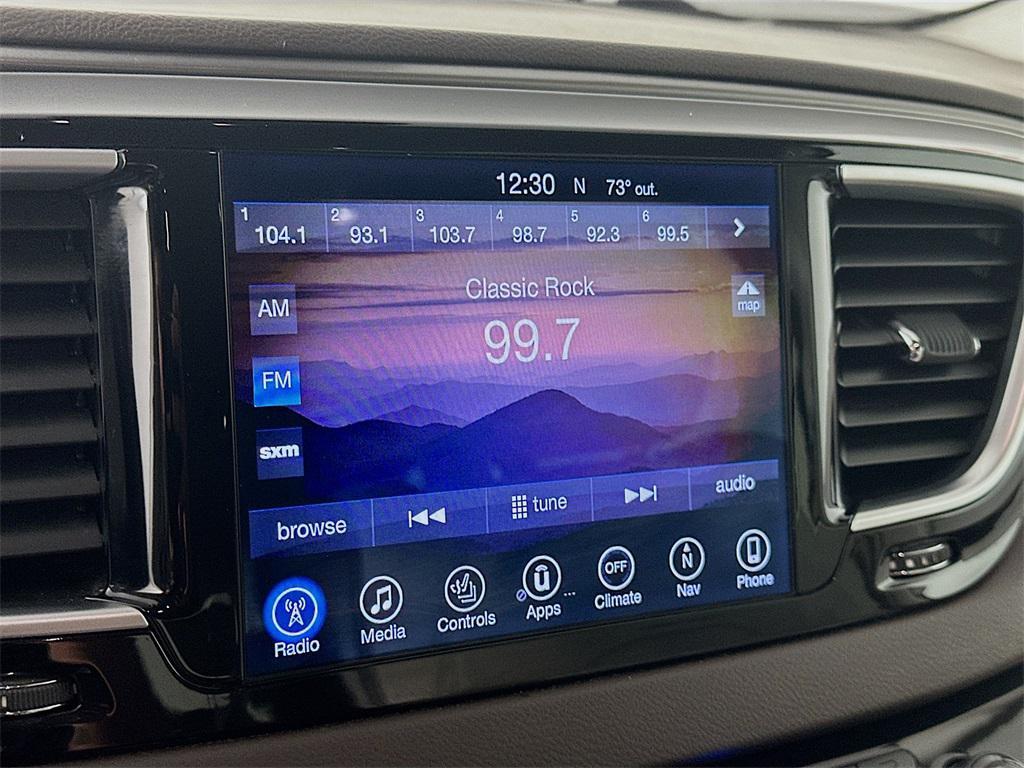 12:30 N 73° out.
1 2 3 4 5 6
104.1 93.1 103.7 98.7 92.3 99.5
Classic Rock
99.7
map
AM
FM
sxm
browse tune audio
OFF N
Radio Media Controls Apps ... Climate Nav Phone